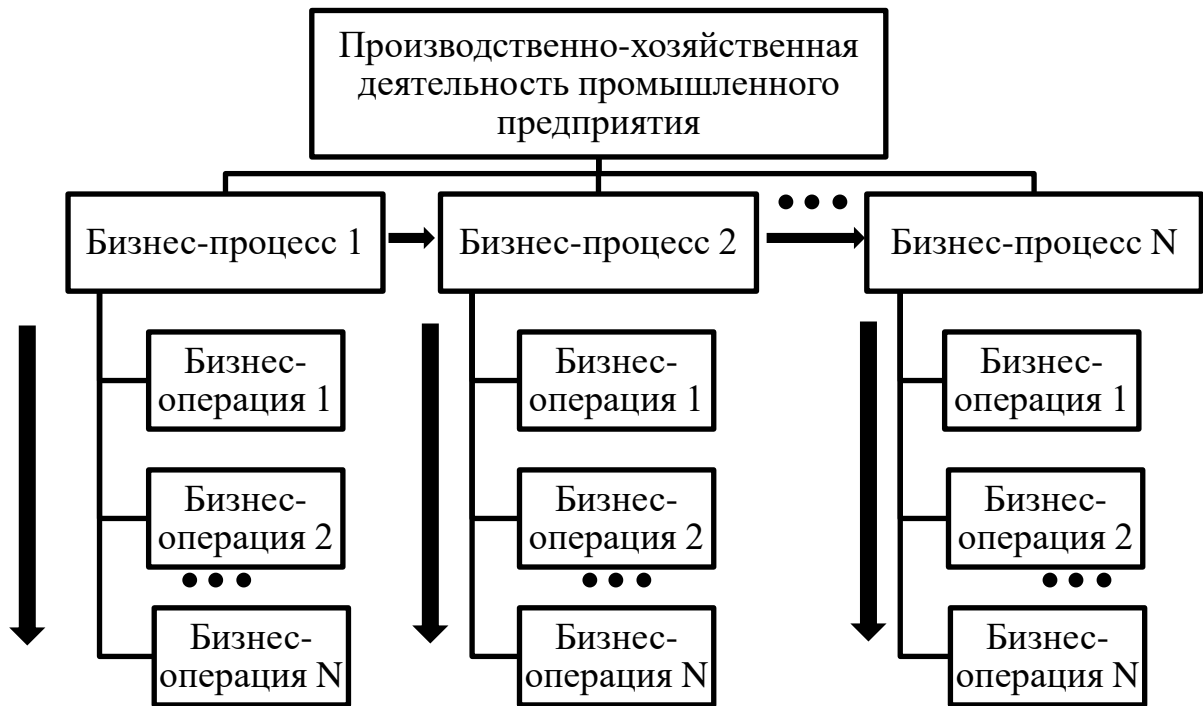 Производственно-хозяйственная
деятельность промышленного
предприятия
Бизнес-процесс 1
Бизнес-процесс 2
Бизнес-процесс N
Бизнес-
операция 1
Бизнес-
операция 2
Бизнес-
операция N
Бизнес-
операция 1
Бизнес-
операция 2
Бизнес-
операция N
Бизнес-
операция 1
Бизнес-
операция 2
Бизнес-
операция N